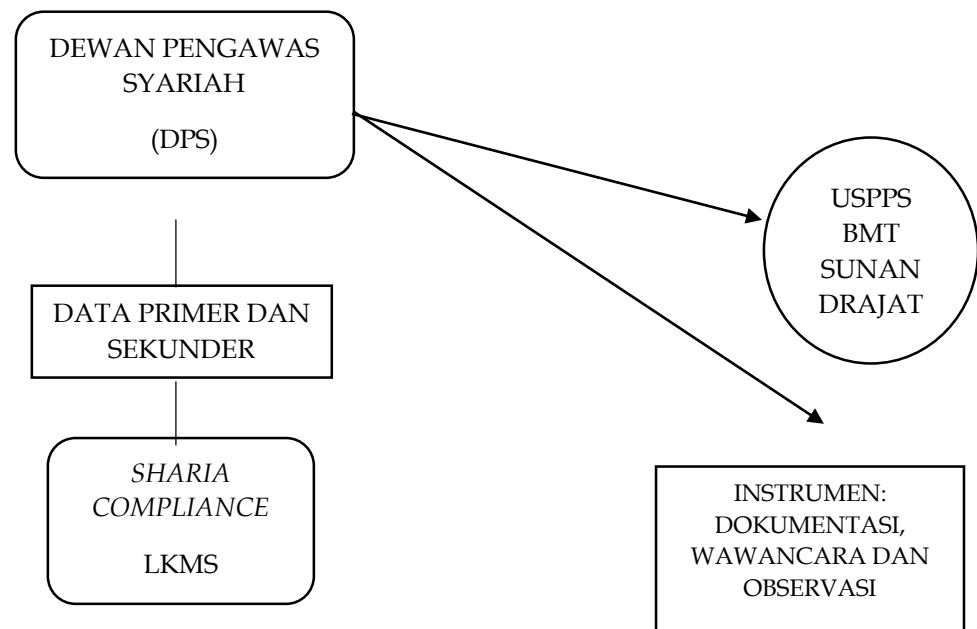 DEWAN PENGAWAS
SYARIAH
(DPS)
USPPS
BMT
SUNAN
DRAJAT
DATA PRIMER DAN
SEKUNDER
SHARIA
COMPLIANCE
LKMS
INSTRUMEN:
DOKUMENTASI,
WAWANCARA DAN
OBSERVASI